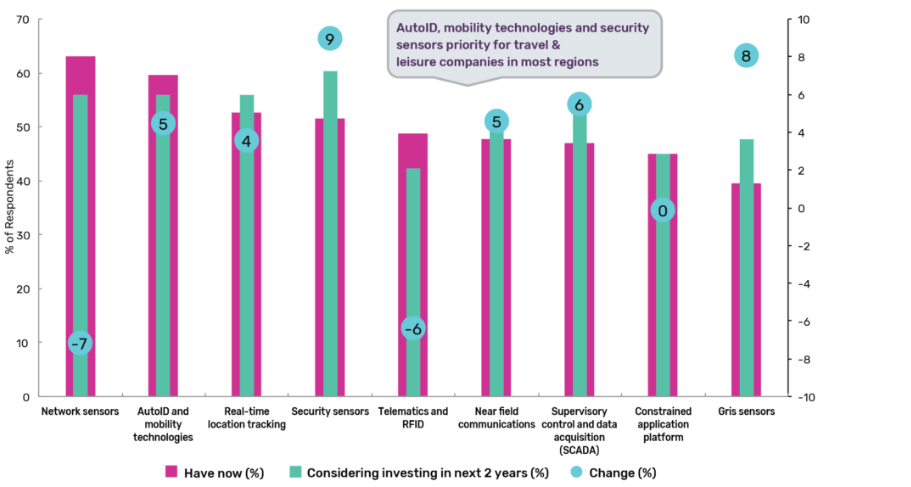 70
60
50
40
30
20
10
0
% of Respondents
10
8
6
4
2
0
-2
-4
-6
-8
-10
AutoID, mobility technologies and security
sensors priority for travel &
leisure companies in most regions
-7
5
4
9
-6
5
6
0
8
Network sensors
AutoID and
mobility
technologies
Real-time
location tracking
Security sensors
Telematics and
RFID
Near field
communications
Supervisory
control and data
acquisition
(SCADA)
Constrained
application
platform
Gris sensors
Have now (%)
Considering investing in next 2 years (%)
Change (%)